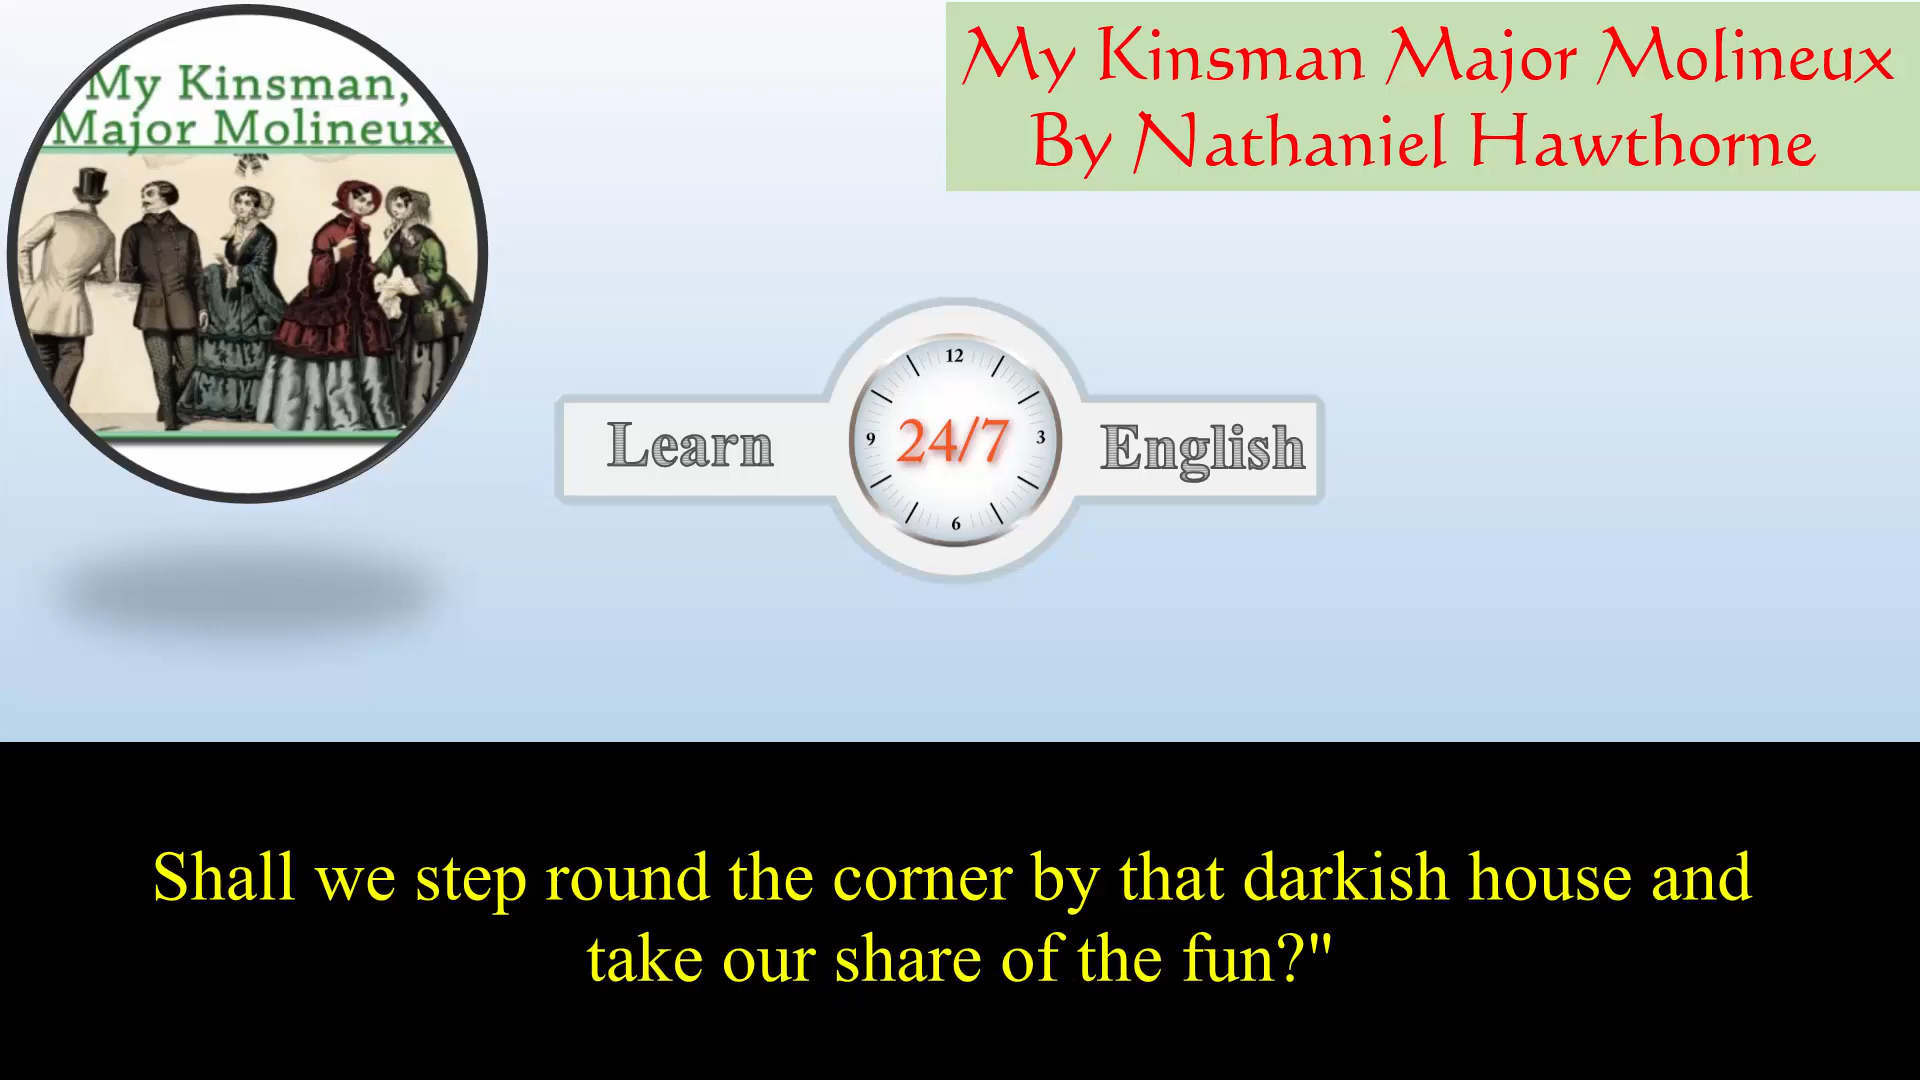 My Kinsman,
Major Molineux
My Kinsman Major Molineux
By Nathaniel Hawthorne
12
9
3
6
Learn
24/7
English
Shall we step round the corner by that darkish house and
take our share of the fun?"